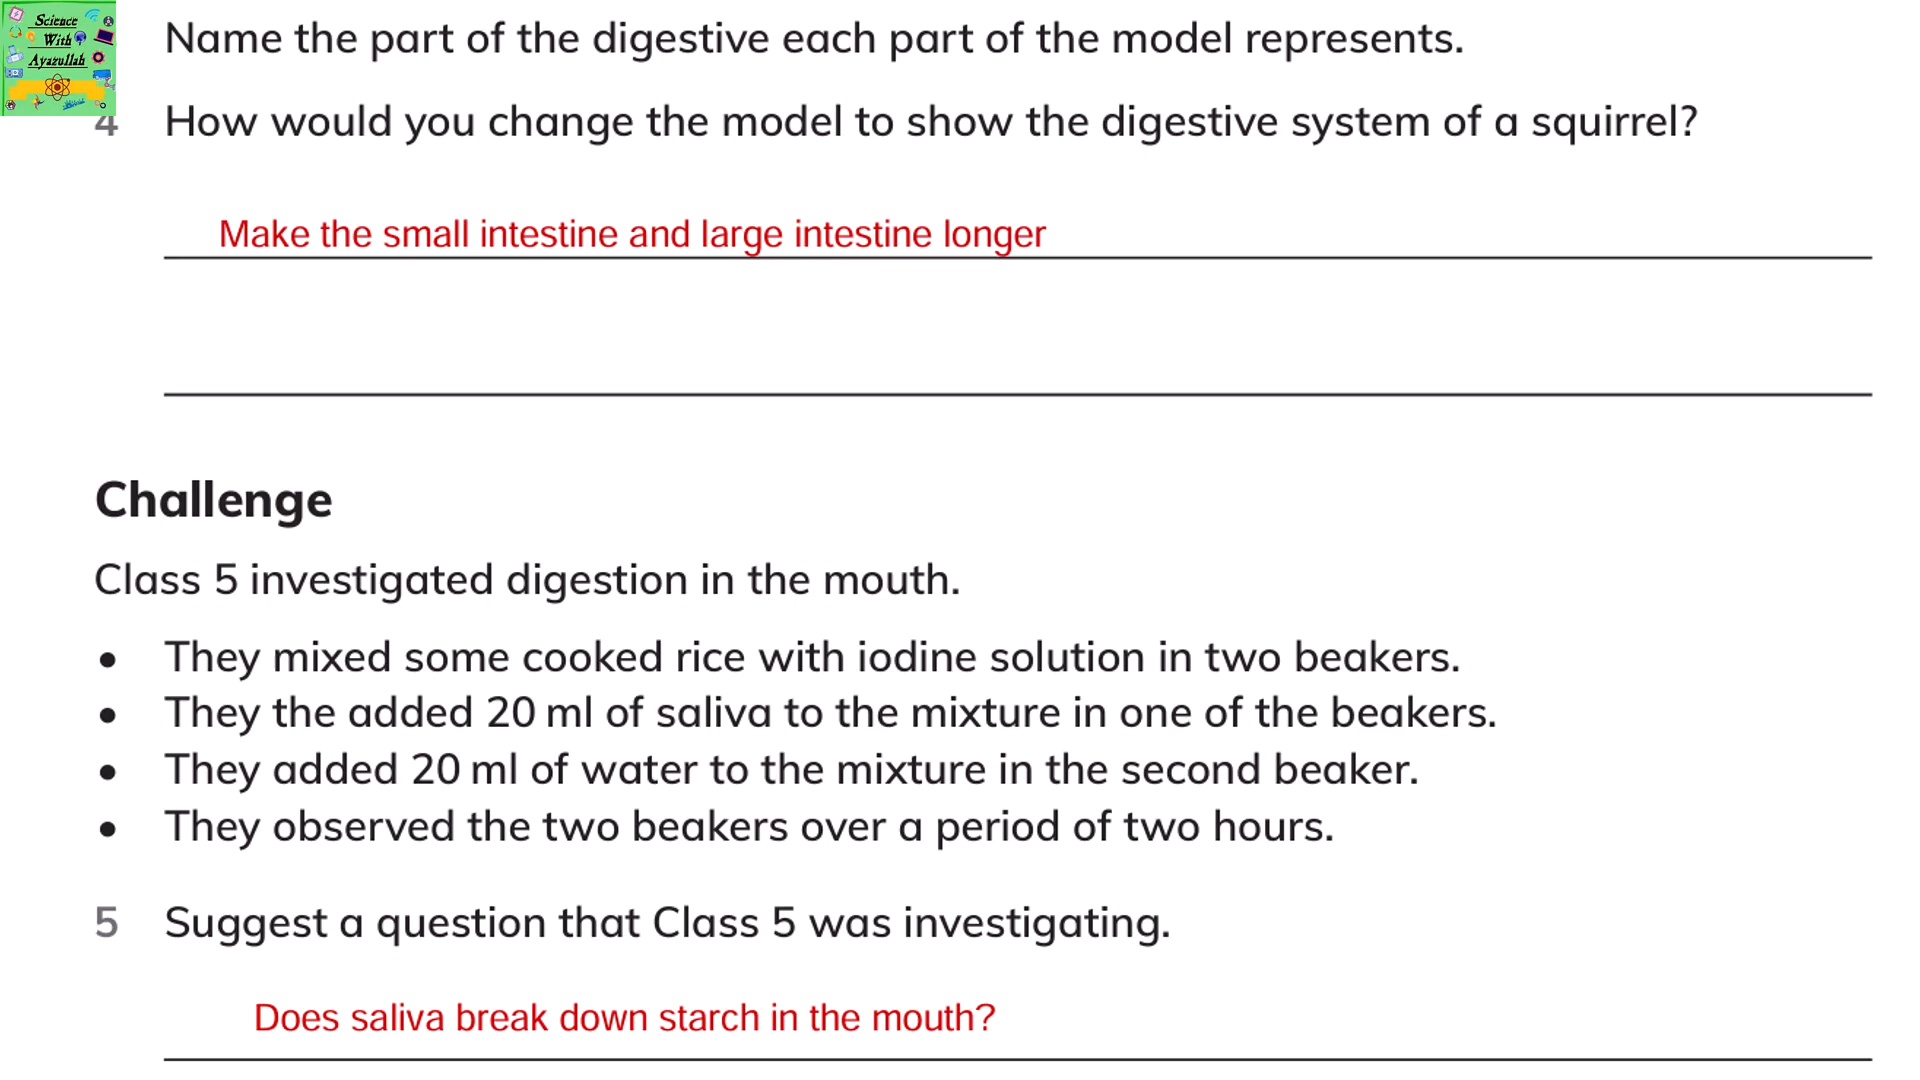 Science
With
Ayazullah
Name the part of the digestive each part of the model represents.
4 How would you change the model to show the digestive system of a squirrel?
Make the small intestine and large intestine longer
Challenge
Class 5 investigated digestion in the mouth.
• They mixed some cooked rice with iodine solution in two beakers.
• They the added 20 ml of saliva to the mixture in one of the beakers.
• They added 20 ml of water to the mixture in the second beaker.
• They observed the two beakers over a period of two hours.
5 Suggest a question that Class 5 was investigating.
Does saliva break down starch in the mouth?